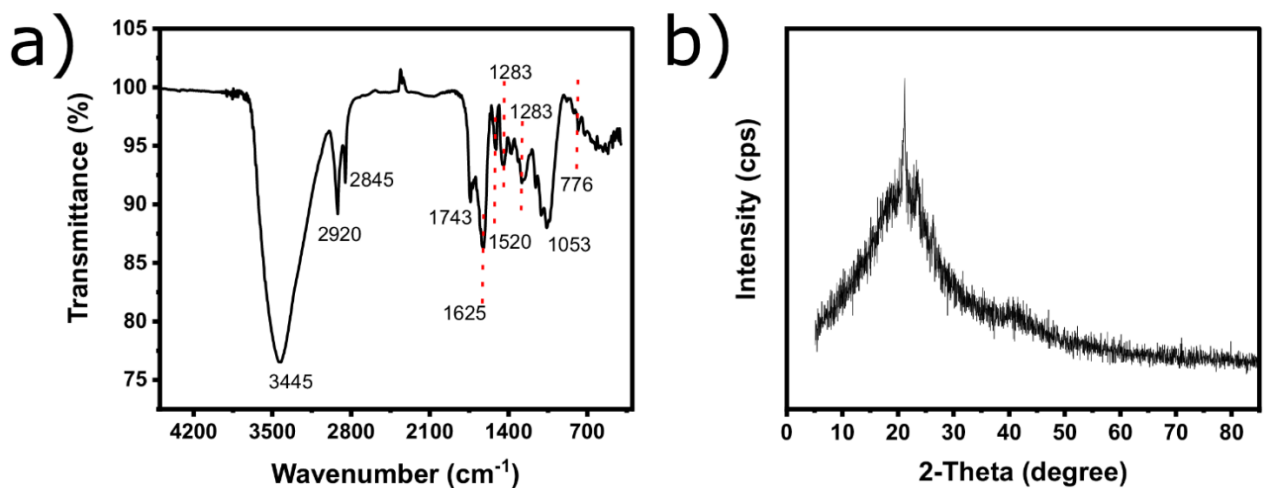 a)
105
100
95
90
85
80
75
Transmittance (%)
3445
2920
2845
1743
1625
1520
1283
1283
1053
776
4200 3500 2800 2100 1400 700
Wavenumber (cm⁻¹)
b)
Intensity (cps)
0 10 20 30 40 50 60 70 80
2-Theta (degree)